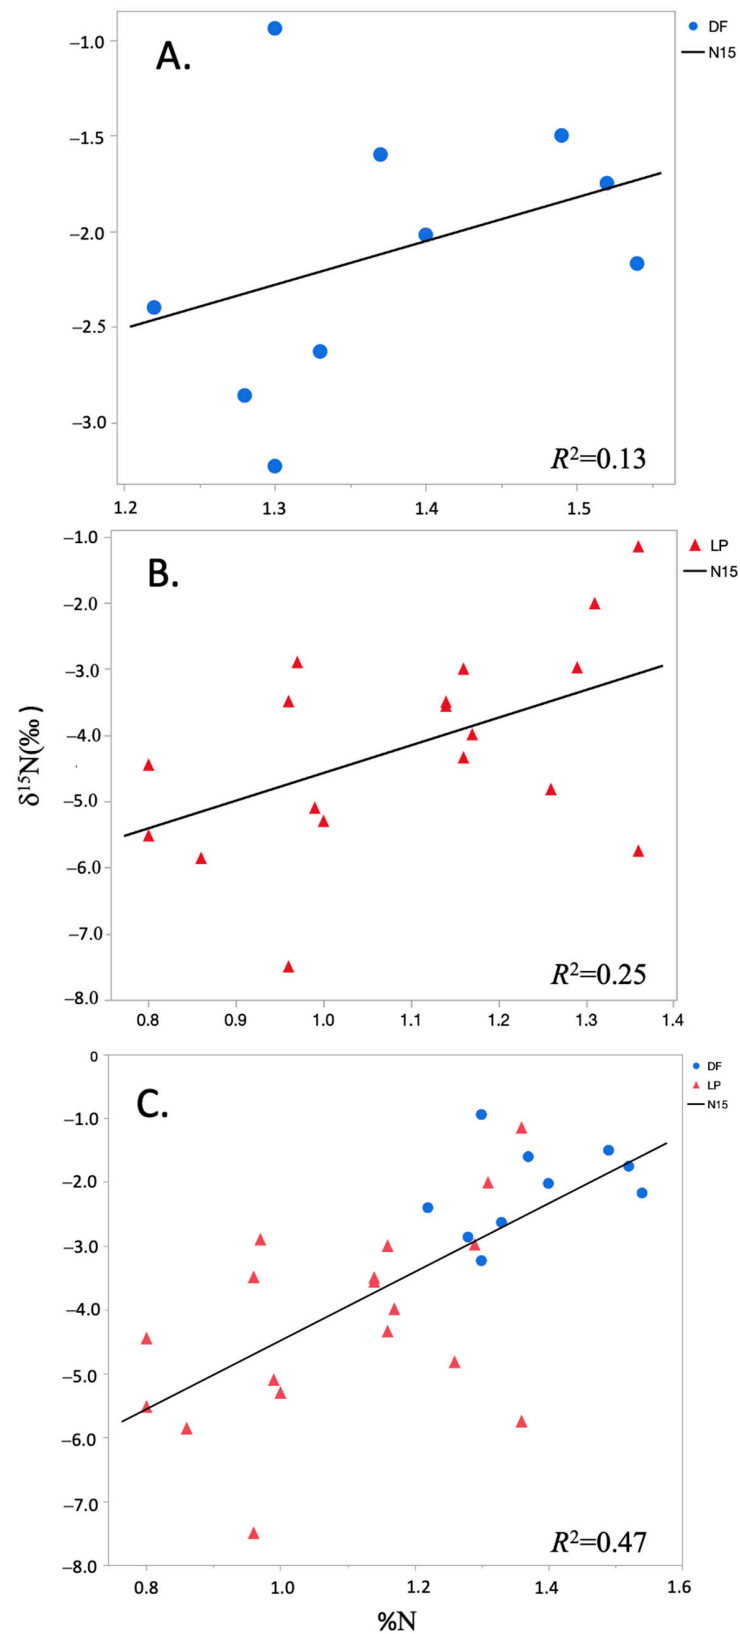 A.
DF
N15
−1.0
−1.5
−2.0
−2.5
−3.0
R²=0.13
1.2 1.3 1.4 1.5
B.
LP
N15
−1.0
−2.0
−3.0
−4.0
−5.0
−6.0
−7.0
−8.0
δ¹⁵N(‰)
R²=0.25
0.8 0.9 1.0 1.1 1.2 1.3 1.4
C.
DF
LP
N15
0
−1.0
−2.0
−3.0
−4.0
−5.0
−6.0
−7.0
−8.0
R²=0.47
0.8 1.0 1.2 1.4 1.6
%N